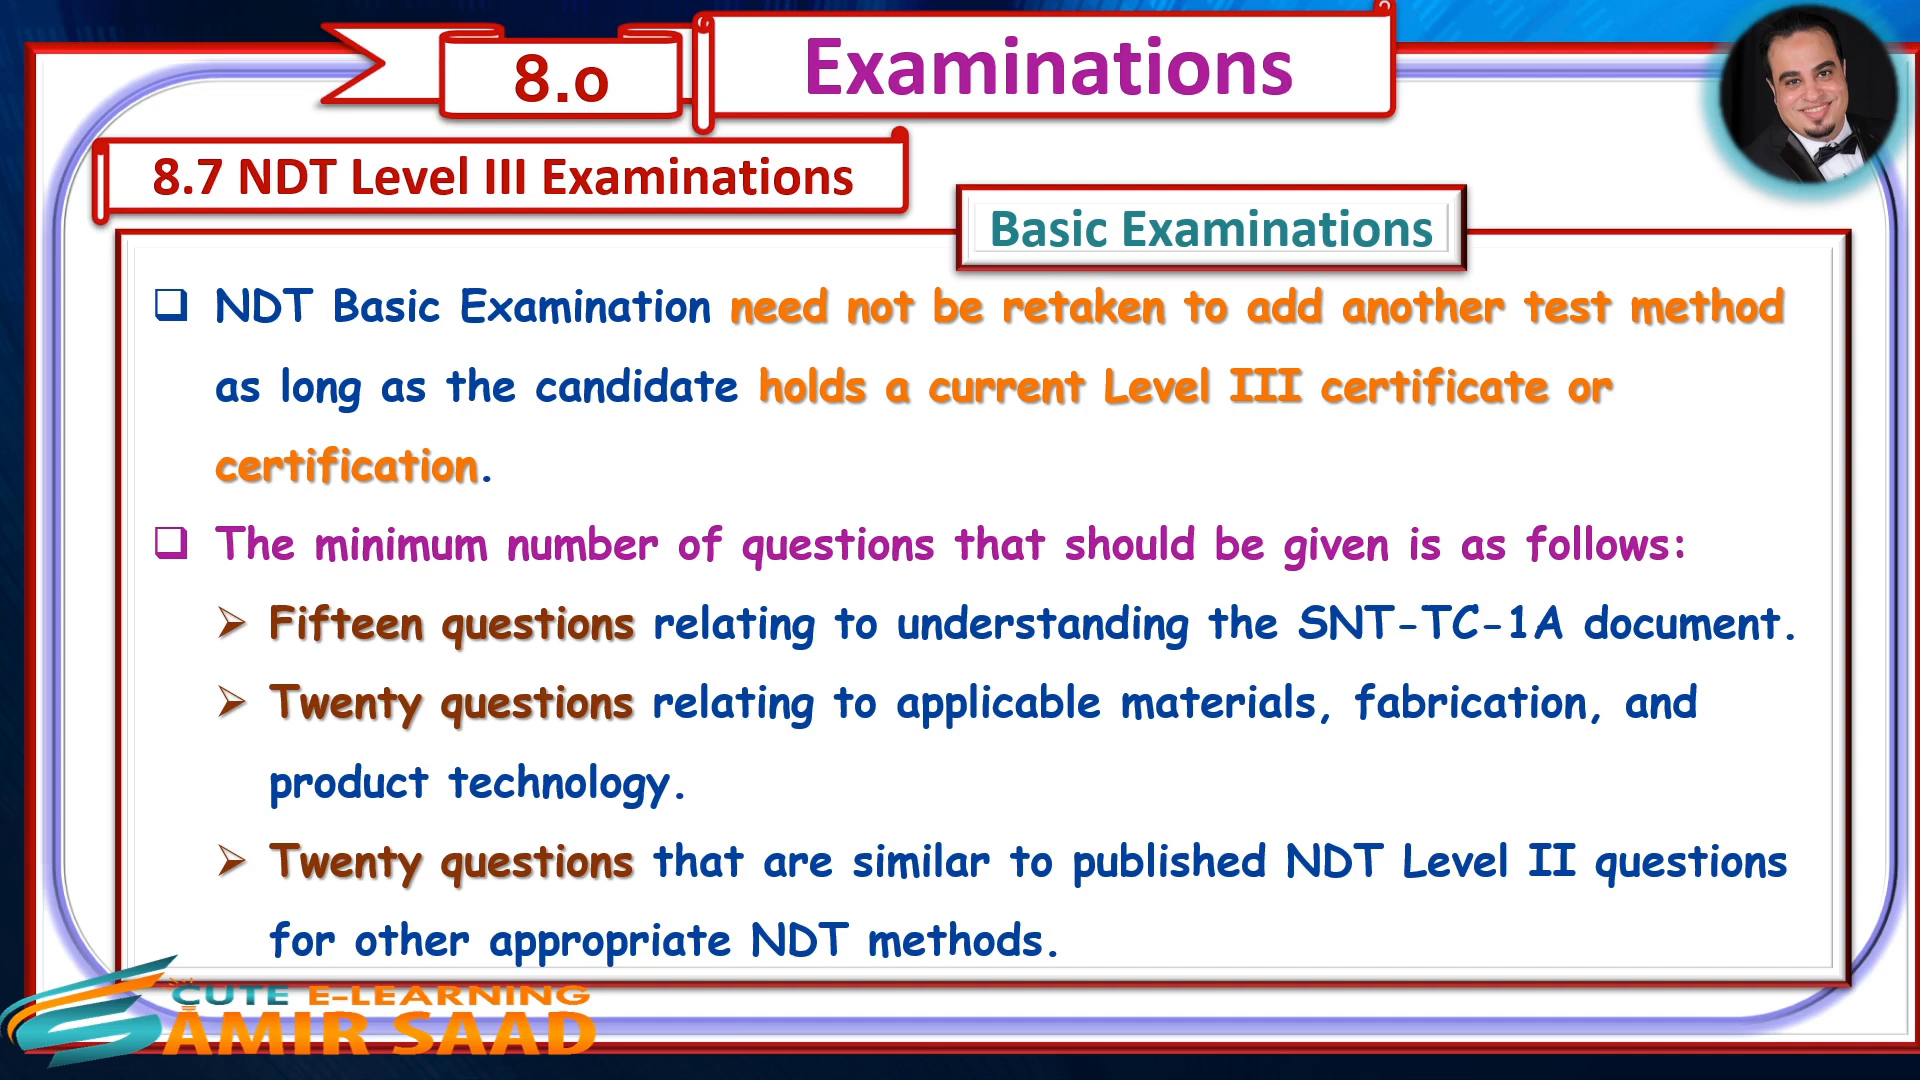 8.0
Examinations
8.7 NDT Level III Examinations
Basic Examinations
NDT Basic Examination need not be retaken to add another test method
as long as the candidate holds a current Level III certificate or
certification.
The minimum number of questions that should be given is as follows:
Fifteen questions relating to understanding the SNT-TC-1A document.
Twenty questions relating to applicable materials, fabrication, and
product technology.
Twenty questions that are similar to published NDT Level II questions
for other appropriate NDT methods.
CUTE E-LEARNING
AMIR SAAD